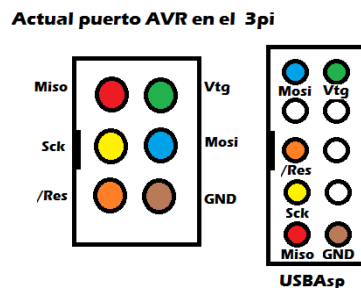 Actual puerto AVR en el 3pi
Miso
Vtg
Sck
Mosi
/Res
GND
Mosi Vtg
/Res
Sck
Miso GND
USBAsp